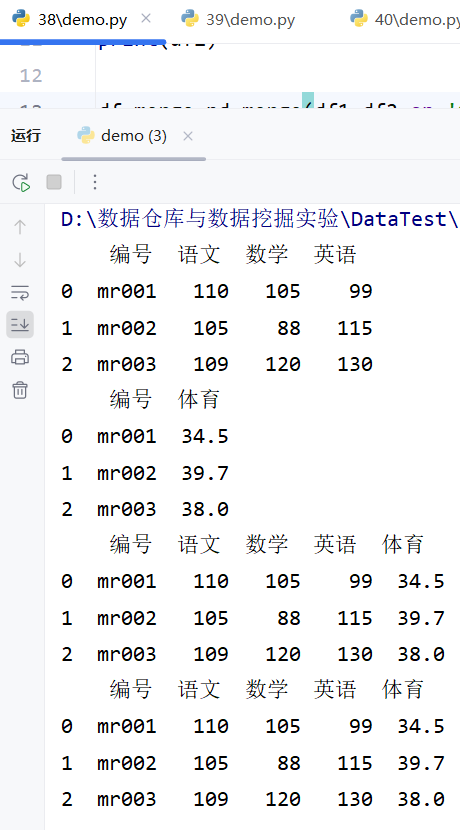 38\demo.py 39\demo.py 40\demo.py
12
运行 demo (3)
D:\数据仓库与数据挖掘实验\DataTest\
编号 语文 数学 英语
0 mr001 110 105 99
1 mr002 105 88 115
2 mr003 109 120 130
编号 体育
0 mr001 34.5
1 mr002 39.7
2 mr003 38.0
编号 语文 数学 英语 体育
0 mr001 110 105 99 34.5
1 mr002 105 88 115 39.7
2 mr003 109 120 130 38.0
编号 语文 数学 英语 体育
0 mr001 110 105 99 34.5
1 mr002 105 88 115 39.7
2 mr003 109 120 130 38.0